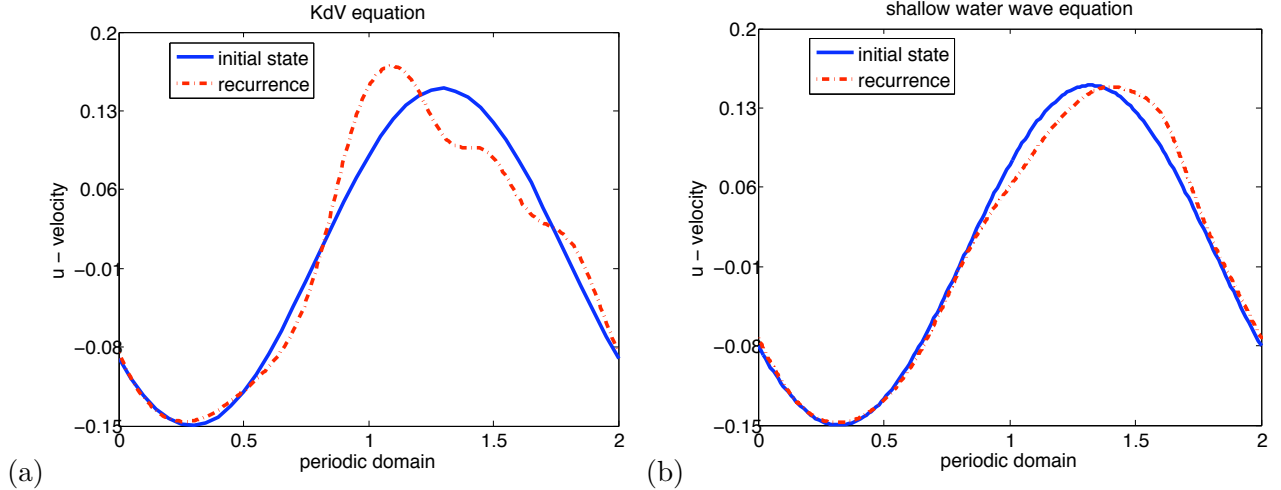 KdV equation
0.2
0.13
0.06
−0.01
−0.08
−0.15
u − velocity
initial state
recurrence
0
0.5
1
1.5
2
periodic domain
(a)
shallow water wave equation
0.2
0.13
0.06
−0.01
−0.08
−0.15
u − velocity
initial state
recurrence
0
0.5
1
1.5
2
periodic domain
(b)